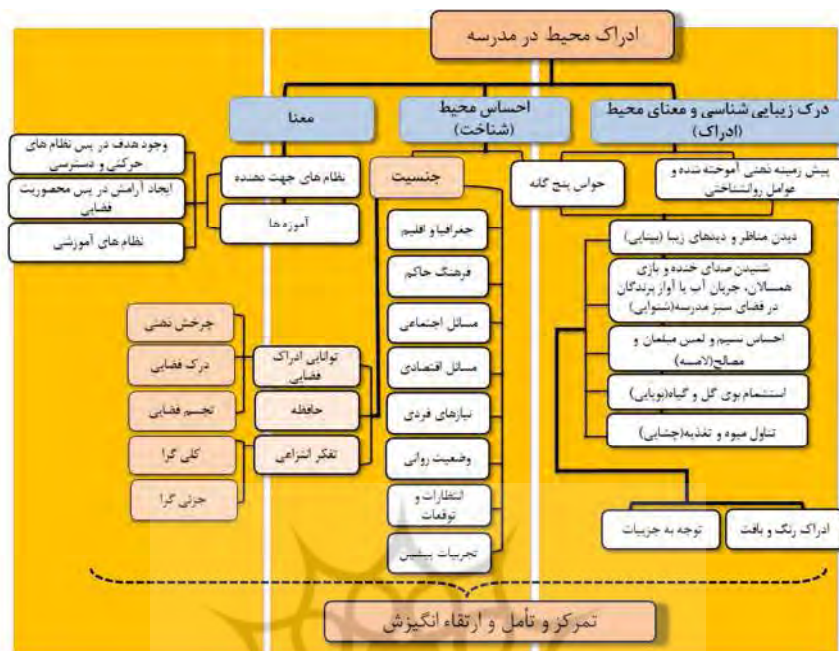 ادراک محیط در مدرسه
درک زیبایی شناسی و معنای محیط
(ادراک)
احساس محیط
(شناخت)
معنا
پیش زمینه ذهنی آموخته شده و
عوامل روانشناختی
حواس پنج گانه
دیدن مناظر و دیدهای زیبا (بینایی)
شنیدن صدای خنده و بازی
همسالان، جریان آب یا آواز پرندگان
در فضای سبز مدرسه(شنوایی)
احساس نسیم و لمس مبلمان و
مصالح(لامسه)
استشمام بوی گل و گیاه(بویایی)
تناول میوه و تغذیه(چشایی)
ادراک رنگ و بافت
توجه به جزییات
جنسیت
جغرافیا و اقلیم
فرهنگ حاکم
مسائل اجتماعی
مسائل اقتصادی
نیازهای فردی
وضعیت روانی
انتظارات و
توقعات
تجربیات پیشین
نظام های جهت دهنده
آموزه ها
وجود هدف در پس نظام های
حرکتی و دسترسی
ایجاد آرامش در پس محصوریت
فضایی
نظام های آموزشی
توانایی ادراک
فضایی
حافظه
تفکر انتزاعی
چرخش ذهنی
درک فضایی
تجسم فضایی
کلی گرا
جزئی گرا
تمرکز و تأمل و ارتقاء انگیزش